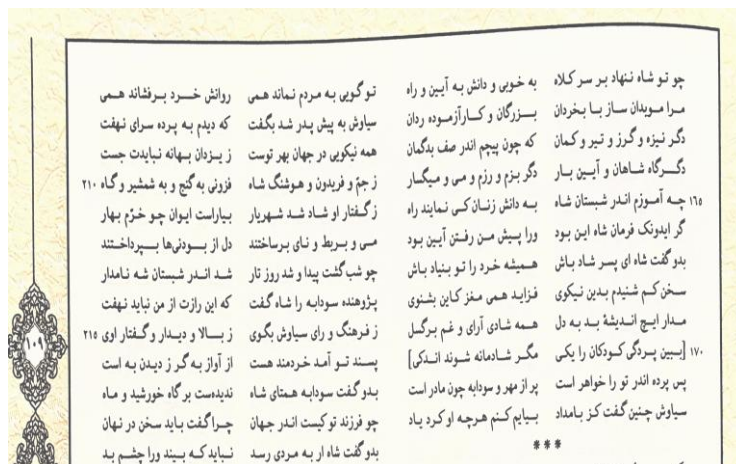 چو تو شاه ننهاد بر سر کلاه به خوبی و دانش به آیین و راه
مرا موبدان ساز با بخردان بزرگان و کارآزموده ردان
دگر نیزه و گرز و تیر و کمان که چون پیچم اندر صف بدگمان
دگرگاه شاهان و آیین بار دگر بزم و رزم و می و میگسار
۱۶۵ چه آموزم اندر شبستان شاه به دانش زنان کی نمایند راه
گر ایدونک فرمان شاه این بود ورا پیش من رفتن آیین بود
بدو گفت شاه ای پسر شاد باش همیشه خرد را تو بنیاد باش
سخن کم شنیدم بدین نیکوی فزاید همی مغز کاین بشنوی
مدار ایچ اندیشهٔ بد به دل همه شادی آرای و غم برگسل
۱۷۰ [ببین پردگی کودکان را یکی مگر شادمانه شوند اندکی]
پس پرده اندر تو را خواهر است پر از مهر و سودابه چون مادر است
سیاوش چنین گفت کز بامداد بیایم کنم هرچه او کرد یاد
***
تو گویی به مردم نماند همی روانش خرد برفشاند همی
سیاوش به پیش پدر شد بگفت که دیدم به پرده سرای نهفت
همه نیکویی در جهان بهر توست ز یزدان بهانه نبایدت جست
ز جمّ و فریدون و هوشنگ شاه فزونی به گنج و به شمشیر و گاه ۲۱۰
ز گفتار او شاد شد شهریار بیاراست ایوان چو خرّم بهار
می و بربط و نای برساختند دل از بودنی‌ها بپرداختند
چو شب گشت پیدا و شد روز تار شد اندر شبستان شه نامدار
پژوهنده سودابه را شاه گفت که این رازت از من نباید نهفت
ز فرهنگ و رای سیاوش بگوی ز بالا و دیدار و گفتار اوی ۲۱۵
پسند تو آمد خردمند هست از آواز به گر ز دیدن به است
بدو گفت سودابه همتای شاه ندیده‌ست بر گاه خورشید و ماه
چو فرزند تو کیست اندر جهان چرا گفت باید سخن در نهان
بدو گفت شاه ار به مردی رسد نباید که بیند ورا چشم بد
۱۰۹